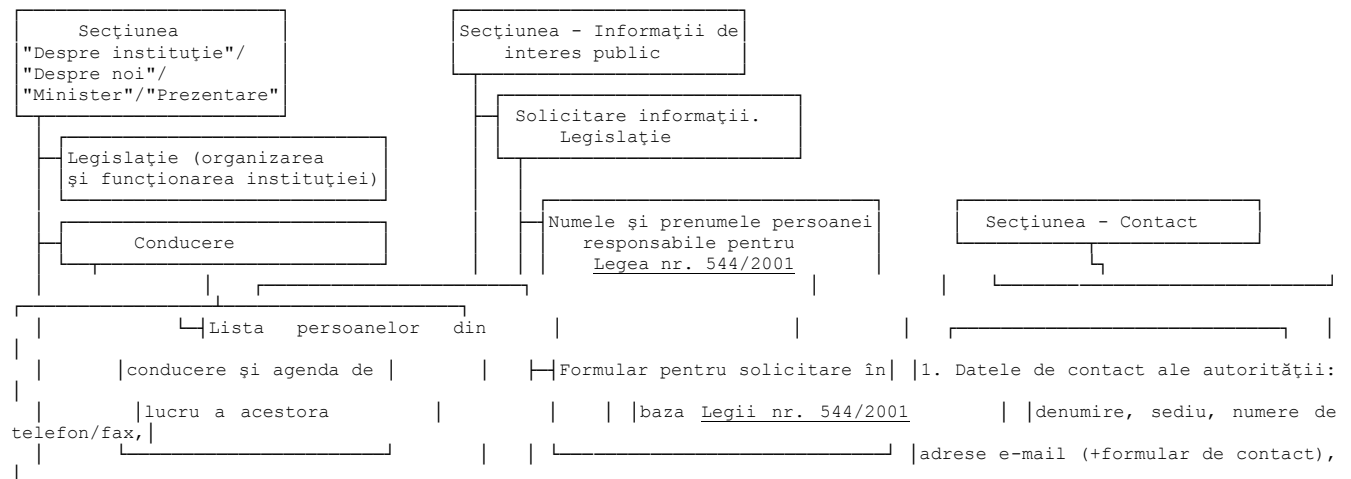 Secţiunea
"Despre instituţie"/
"Despre noi"/
"Minister"/"Prezentare"
Secţiunea - Informaţii de
interes public
Solicitare informaţii.
Legislaţie
Legislaţie (organizarea
şi funcţionarea instituţiei)
Conducere
Numele şi prenumele persoanei
responsabile pentru
Legea nr. 544/2001
Secţiunea - Contact
Lista persoanelor din
conducere şi agenda de
lucru a acestora
Formular pentru solicitare în
baza Legii nr. 544/2001
1. Datele de contact ale autorităţii:
denumire, sediu, numere de
telefon/fax,
adrese e-mail (+formular de contact),